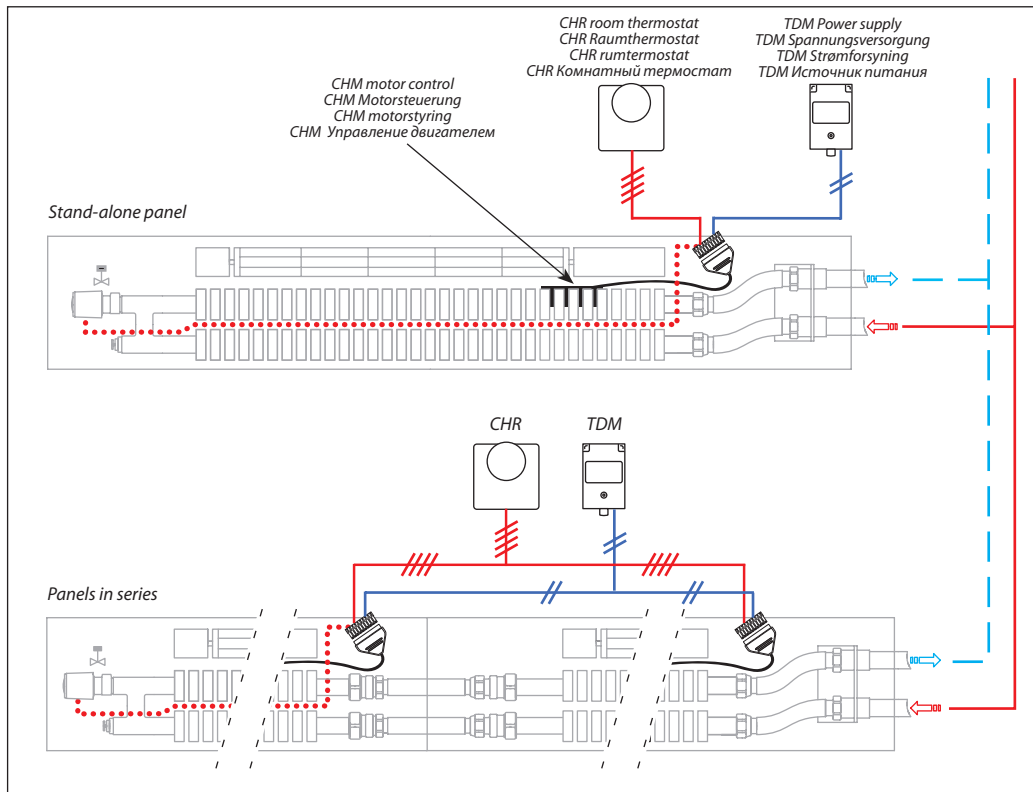 CHR room thermostat
CHR Raumthermostat
CHR rumtermostat
CHR Комнатный термостат
TDM Power supply
TDM Spannungsversorgung
TDM Strømforsyning
TDM Источник питания
CHM motor control
CHM Motorsteuerung
CHM motorstyring
CHM Управление двигателем
Stand-alone panel
CHR
TDM
Panels in series